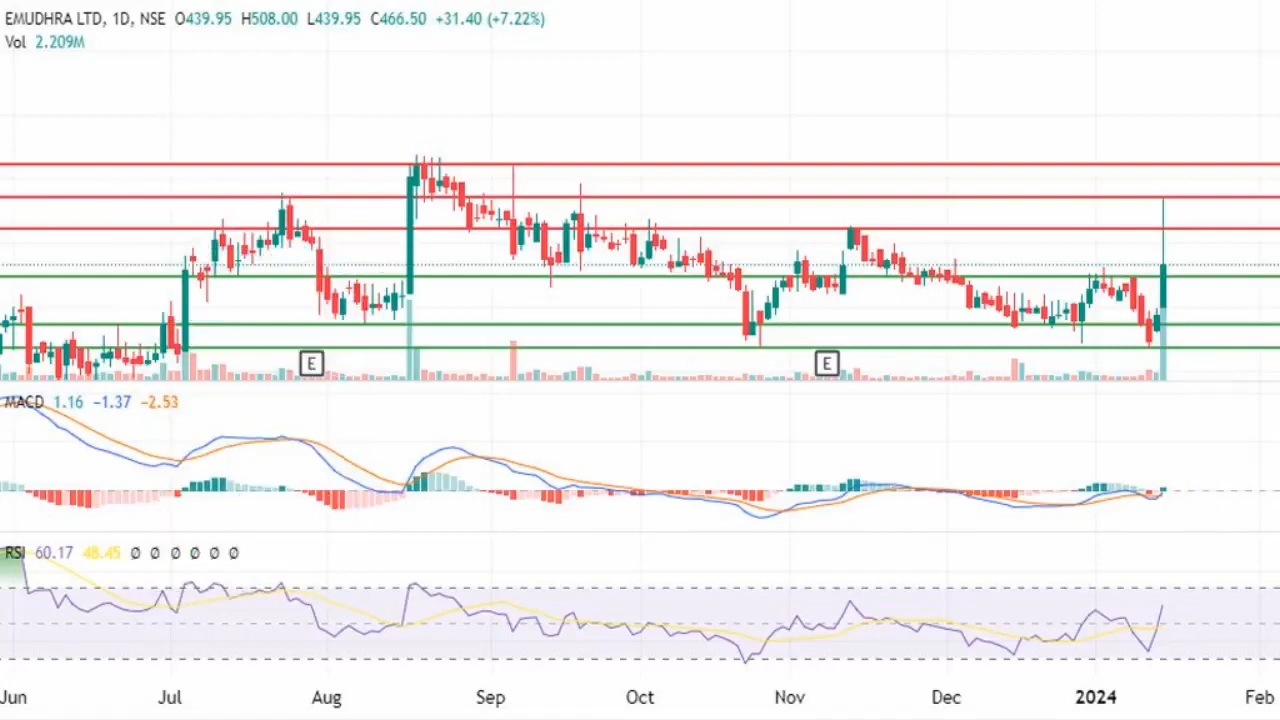 EMUDHRA LTD, 1D, NSE O439.95 H508.00 L439.95 C466.50 +31.40 (+7.22%)
Vol 2.209M
E E
MACD 1.16 −1.37 −2.53
RSI 60.17 48.45 Ø Ø Ø Ø Ø Ø
Jun Jul Aug Sep Oct Nov Dec 2024 Feb